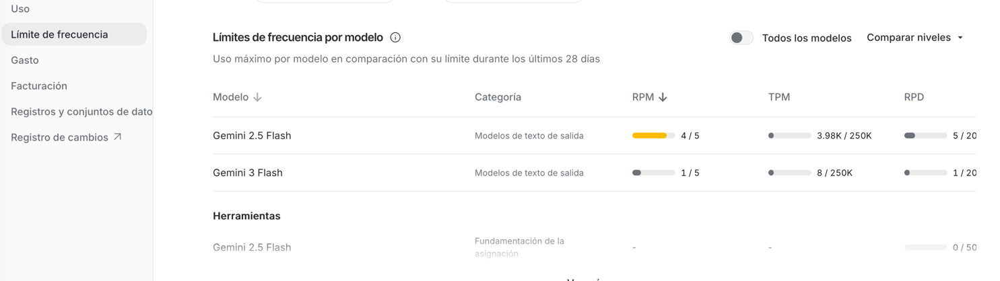 Uso
Límite de frecuencia
Gasto
Facturación
Registros y conjuntos de dato
Registro de cambios
Límites de frecuencia por modelo
Todos los modelos
Comparar niveles
Uso máximo por modelo en comparación con su límite durante los últimos 28 días
Modelo Categoría RPM TPM RPD
Gemini 2.5 Flash Modelos de texto de salida 4 / 5 3.98K / 250K 5 / 20
Gemini 3 Flash Modelos de texto de salida 1 / 5 8 / 250K 1 / 20
Herramientas
Gemini 2.5 Flash Fundamentación de la asignación - - 0 / 50